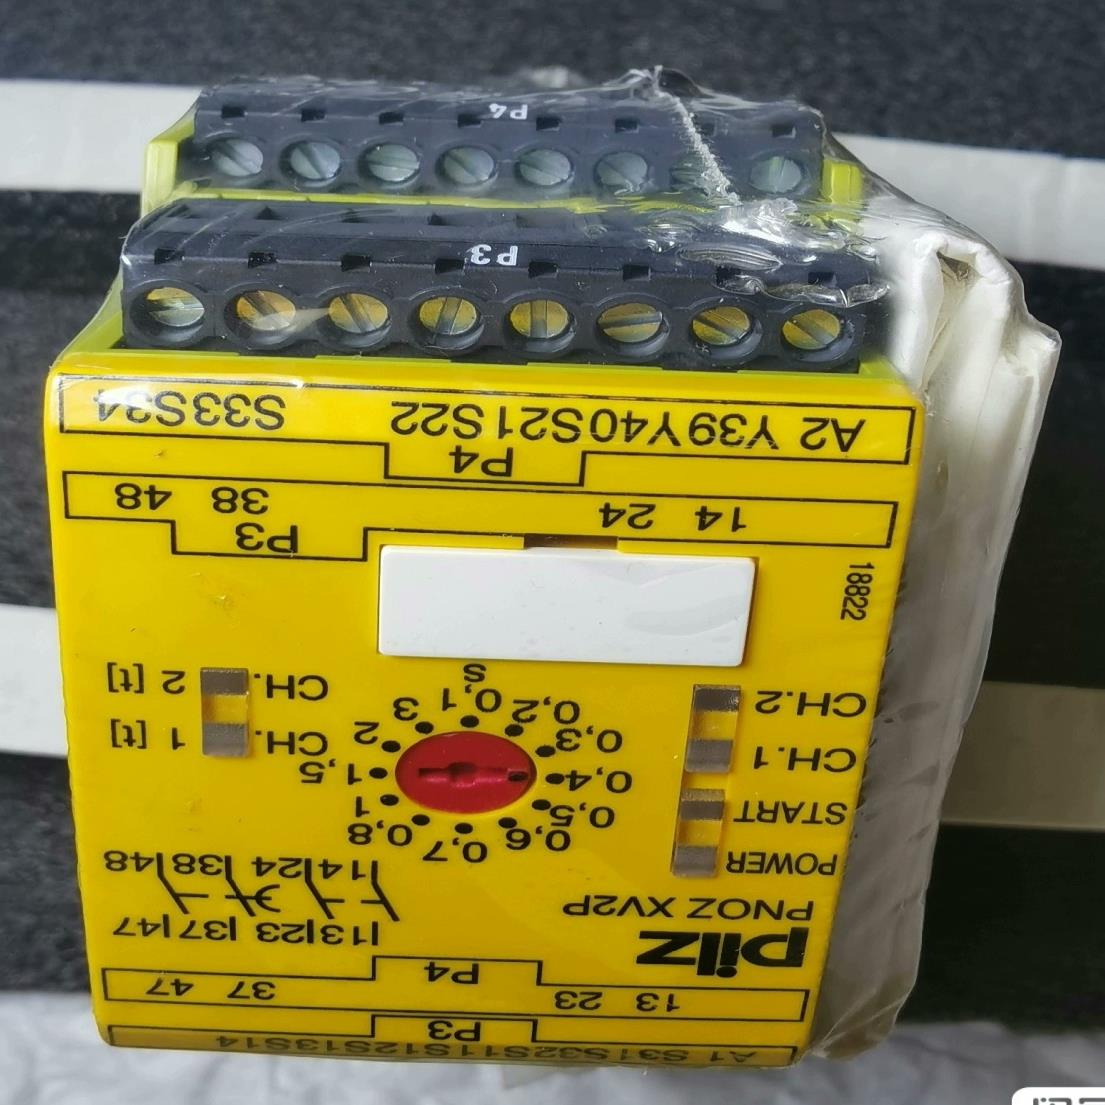 A1 S31S32S11S12S13S14
P3
13 23 37 47
P4
pilz
PNOZ XV2P
13 23 37 47
14 24 38 48
POWER
START
CH.1
CH.2
0,7
0,6
0,8
0,5
1
0,4
1,5
0,3
2
0,2
3
0,1
s
CH. 1 [t]
CH. 2 [t]
18822
14 24 38 48
P3
P4
A2 Y39Y40S21S22 S33S34
P3
P4